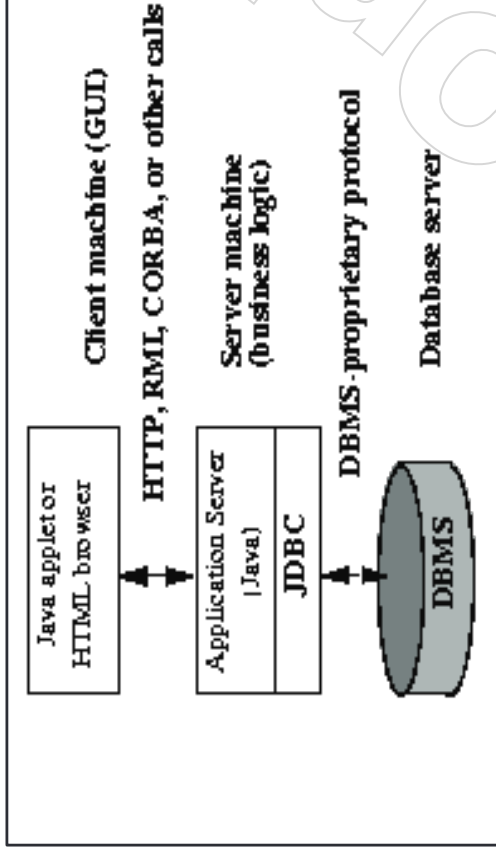 Java applet or
HTML browser
Client machine (GUI)
HTTP, RMI, CORBA, or other calls
Application Server
(Java)
JDBC
Server machine
(business logic)
DBMS-proprietary protocol
DBMS
Database server